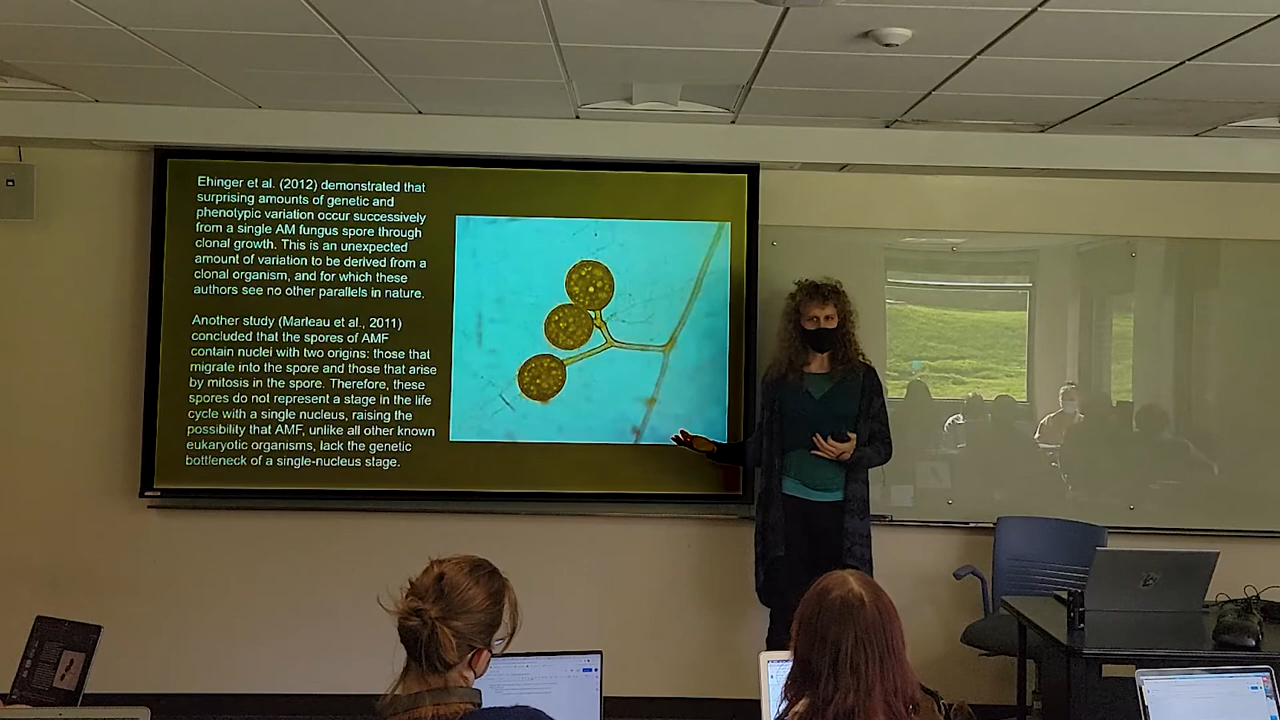 Ehinger et al. (2012) demonstrated that
surprising amounts of genetic and
phenotypic variation occur successively
from a single AM fungus spore through
clonal growth. This is an unexpected
amount of variation to be derived from a
clonal organism, and for which these
authors see no other parallels in nature.
Another study (Marleau et al., 2011)
concluded that the spores of AMF
contain nuclei with two origins: those that
migrate into the spore and those that arise
by mitosis in the spore. Therefore, these
spores do not represent a stage in the life
cycle with a single nucleus, raising the
possibility that AMF, unlike all other known
eukaryotic organisms, lack the genetic
bottleneck of a single-nucleus stage.